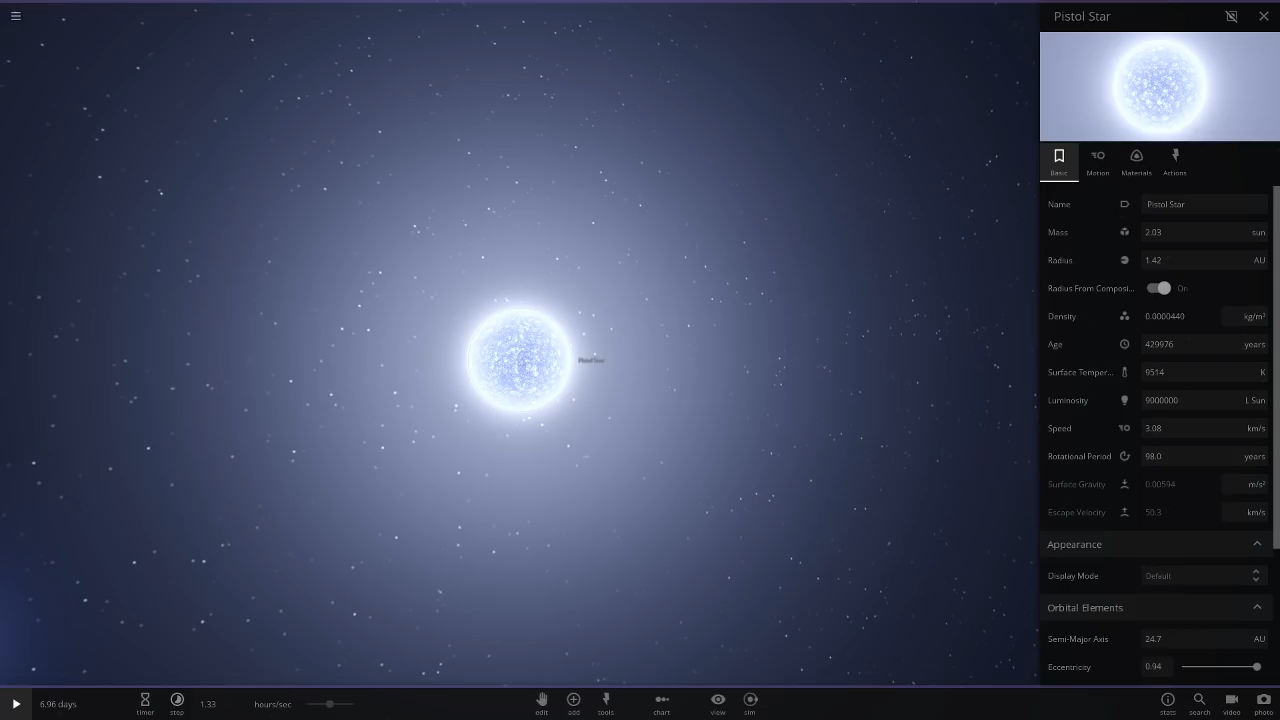 Pistol Star
Basic Motion Materials Actions
Name Pistol Star
Mass 2.03 sun
Radius 1.42 AU
Radius From Composi... On
Density 0.0000440 kg/m³
Age 429976 years
Surface Temper... 9514 K
Luminosity 9000000 L Sun
Speed 3.08 km/s
Rotational Period 98.0 years
Surface Gravity 0.00594 m/s²
Escape Velocity 50.3 km/s
Appearance
Display Mode Default
Orbital Elements
Semi-Major Axis 24.7 AU
Eccentricity 0.94
Pistol Star
6.96 days timer step 1.33 hours/sec edit add tools chart view sim stats search video photo